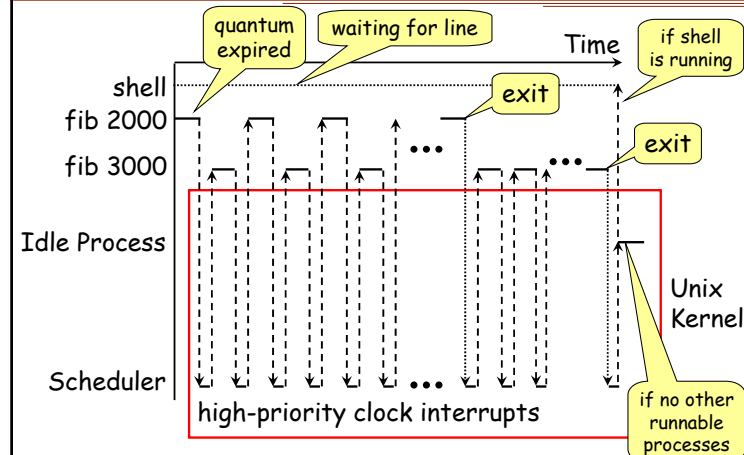 quantum
expired
waiting for line
Time
if shell
is running
shell
fib 2000
exit
•••
fib 3000
•••
exit
Idle Process
Unix
Kernel
Scheduler
•••
high-priority clock interrupts
if no other
runnable
processes